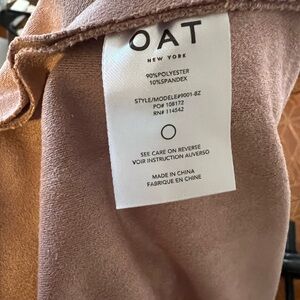 OAT
NEW YORK
90%POLYESTER
10%SPANDEX
STYLE/MODELE#9001-BZ
PO# 108172
RN# 114542
SEE CARE ON REVERSE
VOIR INSTRUCTION AUVERSO
MADE IN CHINA
FABRIQUE EN CHINE